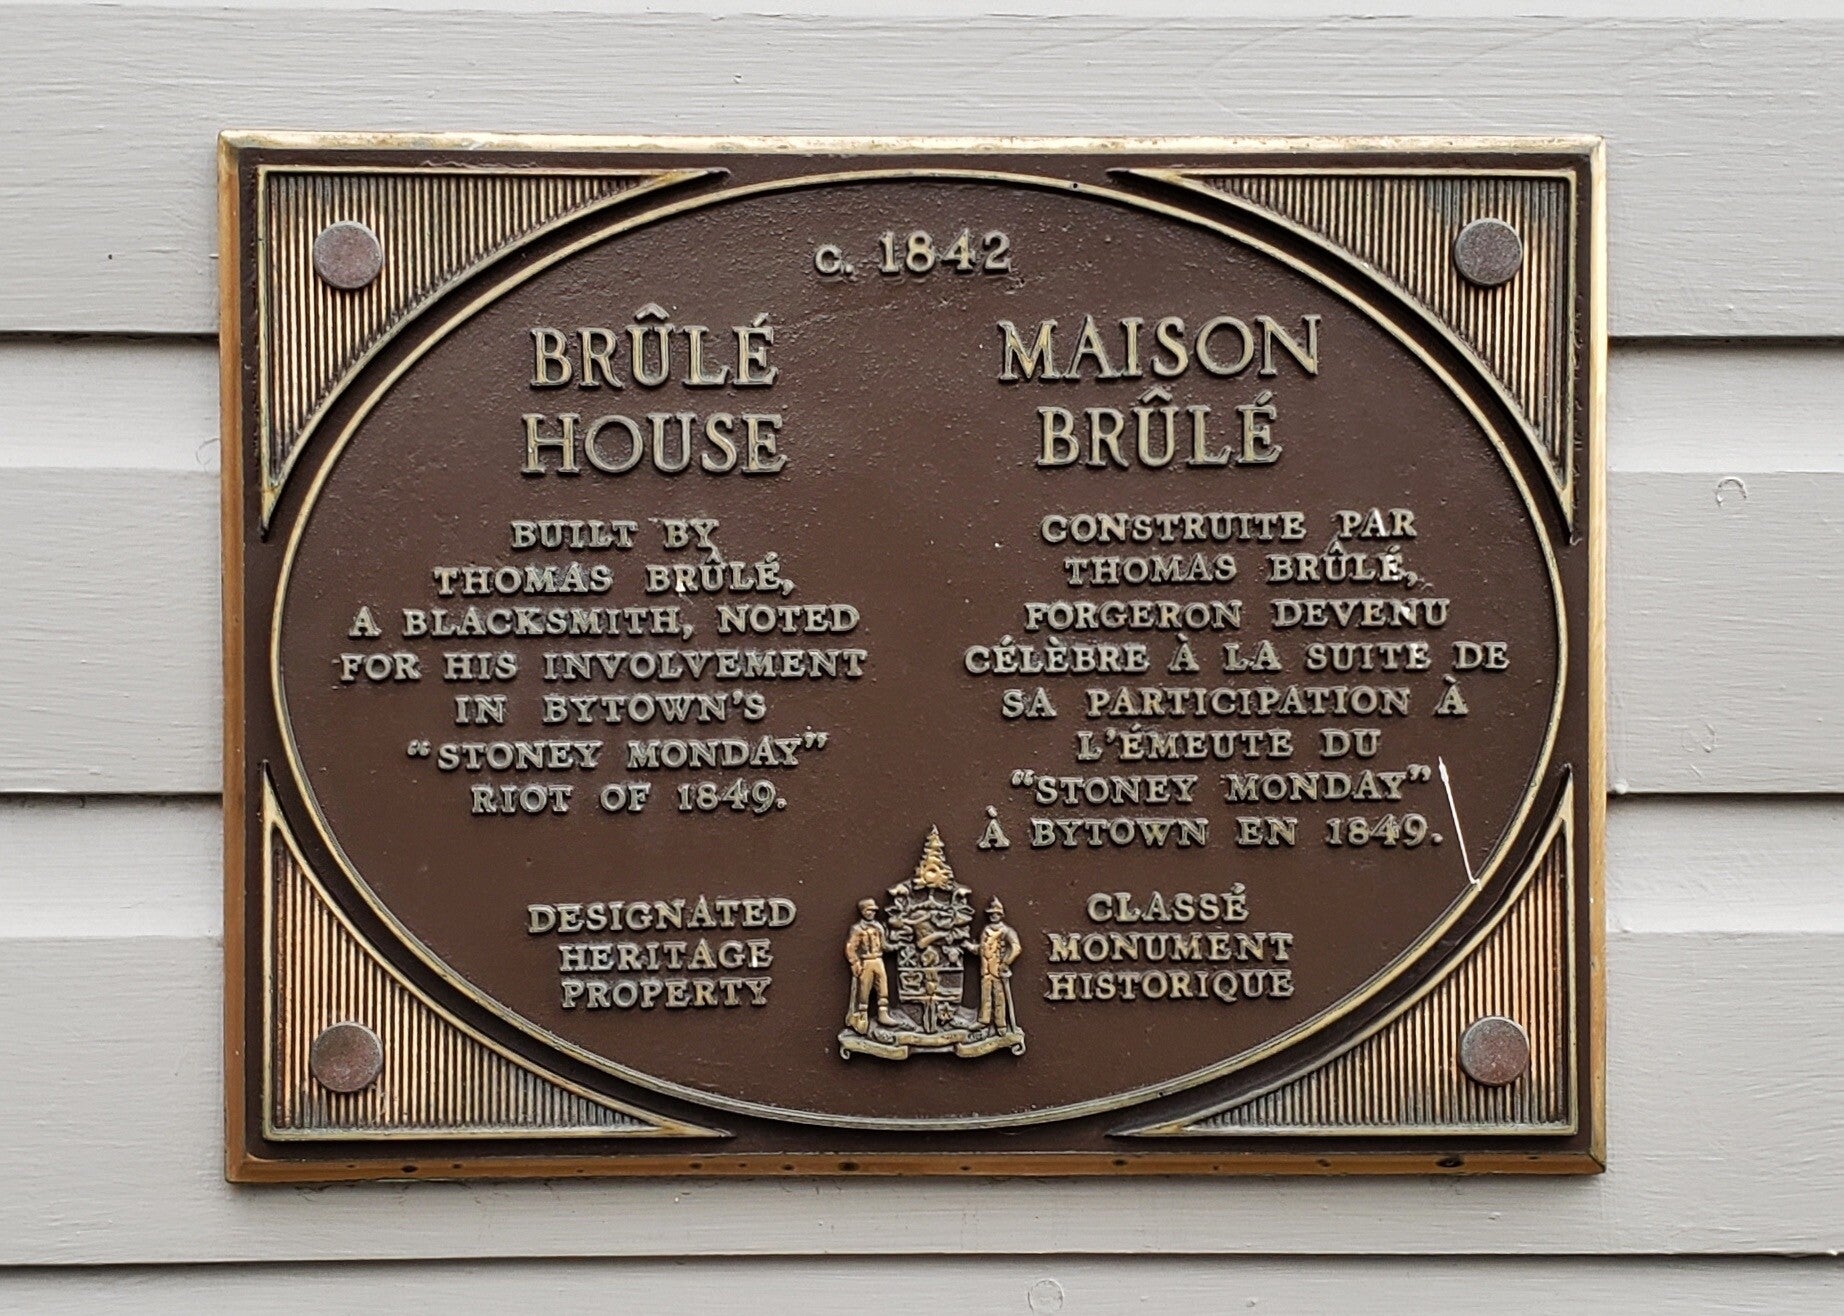 c. 1842
BRÛLÉ
HOUSE
BUILT BY
THOMAS BRÛLÉ,
A BLACKSMITH, NOTED
FOR HIS INVOLVEMENT
IN BYTOWN'S
“STONEY MONDAY”
RIOT OF 1849.
DESIGNATED
HERITAGE
PROPERTY
MAISON
BRÛLÉ
CONSTRUITE PAR
THOMAS BRÛLÉ,
FORGERON DEVENU
CÉLÈBRE À LA SUITE DE
SA PARTICIPATION À
L'ÉMEUTE DU
“STONEY MONDAY”
À BYTOWN EN 1849.
CLASSÉ
MONUMENT
HISTORIQUE